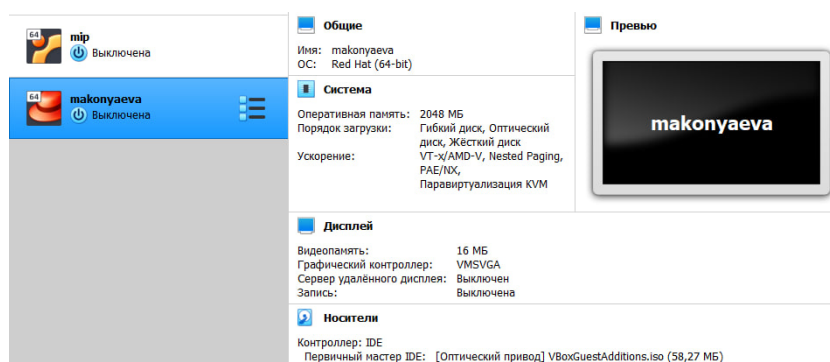 64
mip
Выключена
64
makonyaeva
Выключена
Общие
Имя: makonyaeva
ОС: Red Hat (64-bit)
Система
Оперативная память: 2048 МБ
Порядок загрузки: Гибкий диск, Оптический
диск, Жёсткий диск
Ускорение: VT-x/AMD-V, Nested Paging,
PAE/NX,
Паравиртуализация KVM
Превью
makonyaeva
Дисплей
Видеопамять: 16 МБ
Графический контроллер: VMSVGA
Сервер удалённого дисплея: Выключен
Запись: Выключена
Носители
Контроллер: IDE
Первичный мастер IDE: [Оптический привод] VBoxGuestAdditions.iso (58,27 МБ)